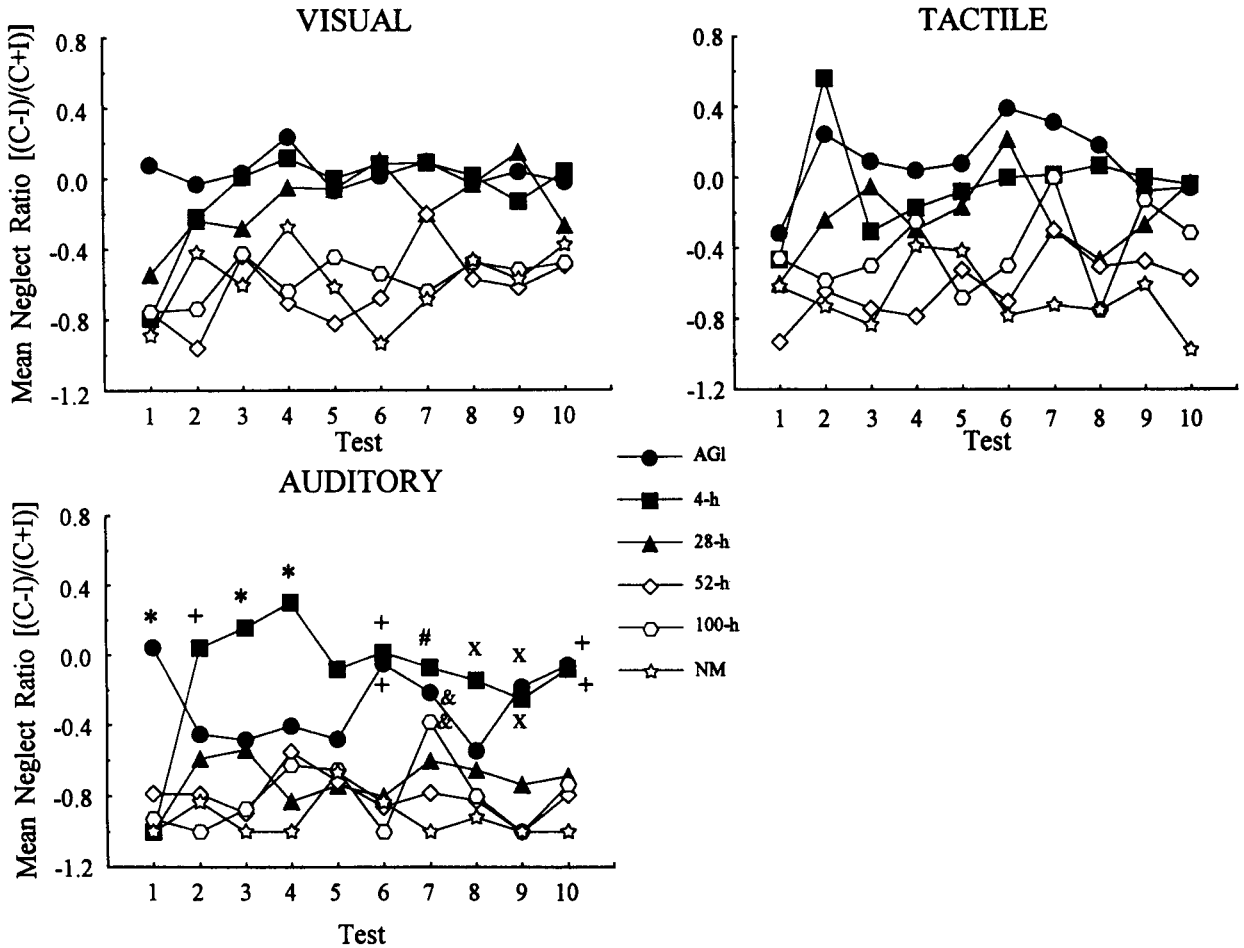 VISUAL
Mean Neglect Ratio [(C-I)/(C+I)]
0.8
0.4
0.0
-0.4
-0.8
-1.2
1 2 3 4 5 6 7 8 9 10
Test
TACTILE
0.8
0.4
0.0
-0.4
-0.8
-1.2
1 2 3 4 5 6 7 8 9 10
Test
AUDITORY
Mean Neglect Ratio [(C-I)/(C+I)]
0.8
0.4
0.0
-0.4
-0.8
-1.2
* + * * + # x x +
+ & & x +
1 2 3 4 5 6 7 8 9 10
Test
AGl
4-h
28-h
52-h
100-h
NM